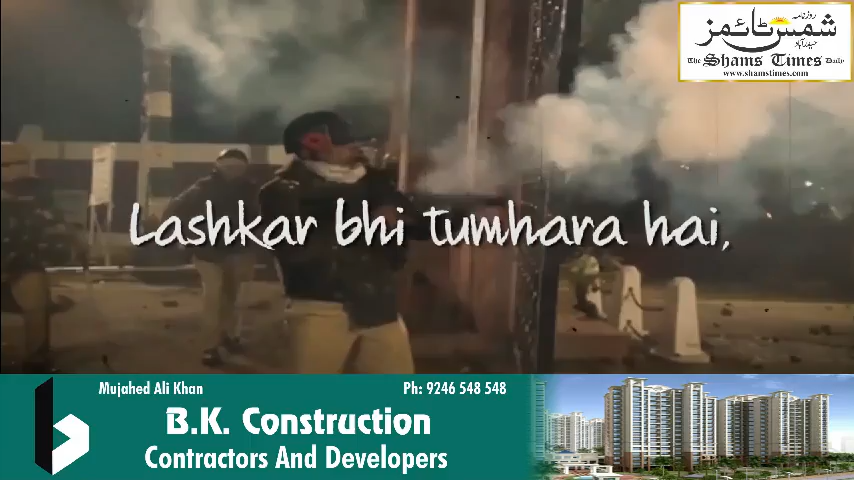 روزنامہ
شمس ٹائمز
حیدرآباد
The Shams Times Daily
www.shamstimes.com
Lashkar bhi tumhara hai,
Mujahed Ali Khan
Ph: 9246 548 548
B.K. Construction
Contractors And Developers